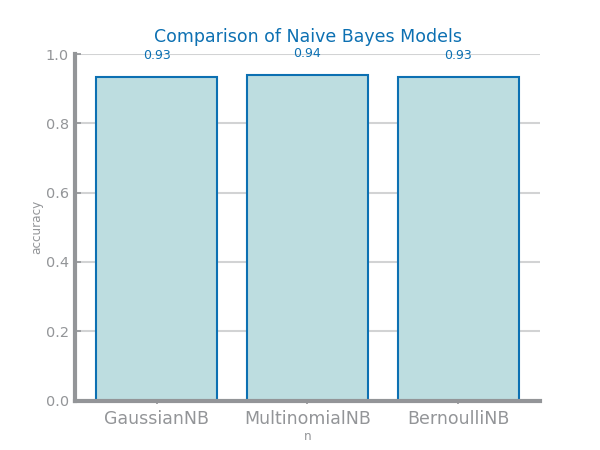 Comparison of Naive Bayes Models
1.0
0.93
0.94
0.93
0.8
0.6
0.4
0.2
0.0
accuracy
GaussianNB
MultinomialNB
BernoulliNB
n